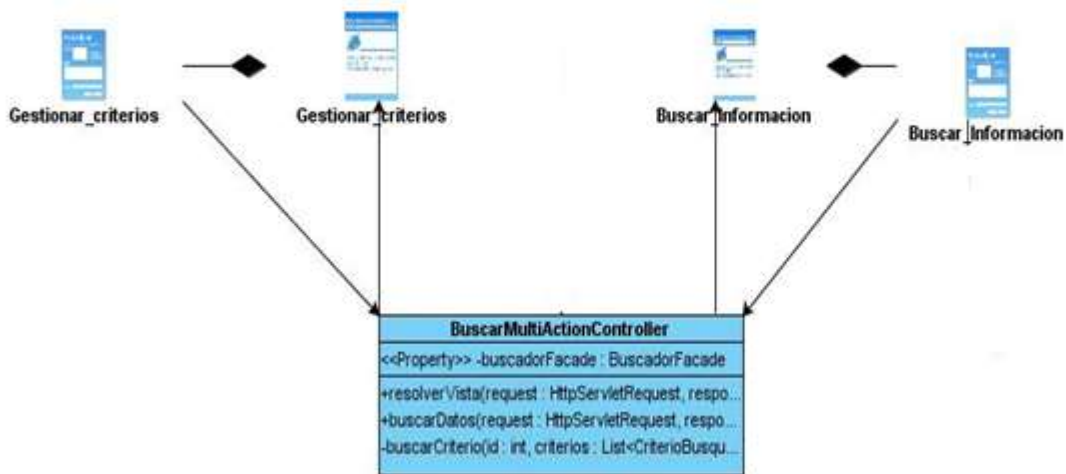 Gestionar_criterios
Gestionar_criterios
Buscar_Informacion
Buscar_Informacion
BuscarMultiActionController
<<Property>> -buscadorFacade : BuscadorFacade
+resolverVista(request : HttpServletRequest, respo...
+buscarDatos(request : HttpServletRequest, respo...
-buscarCriterio(id : int, criterios : List<CriterioBusqu...